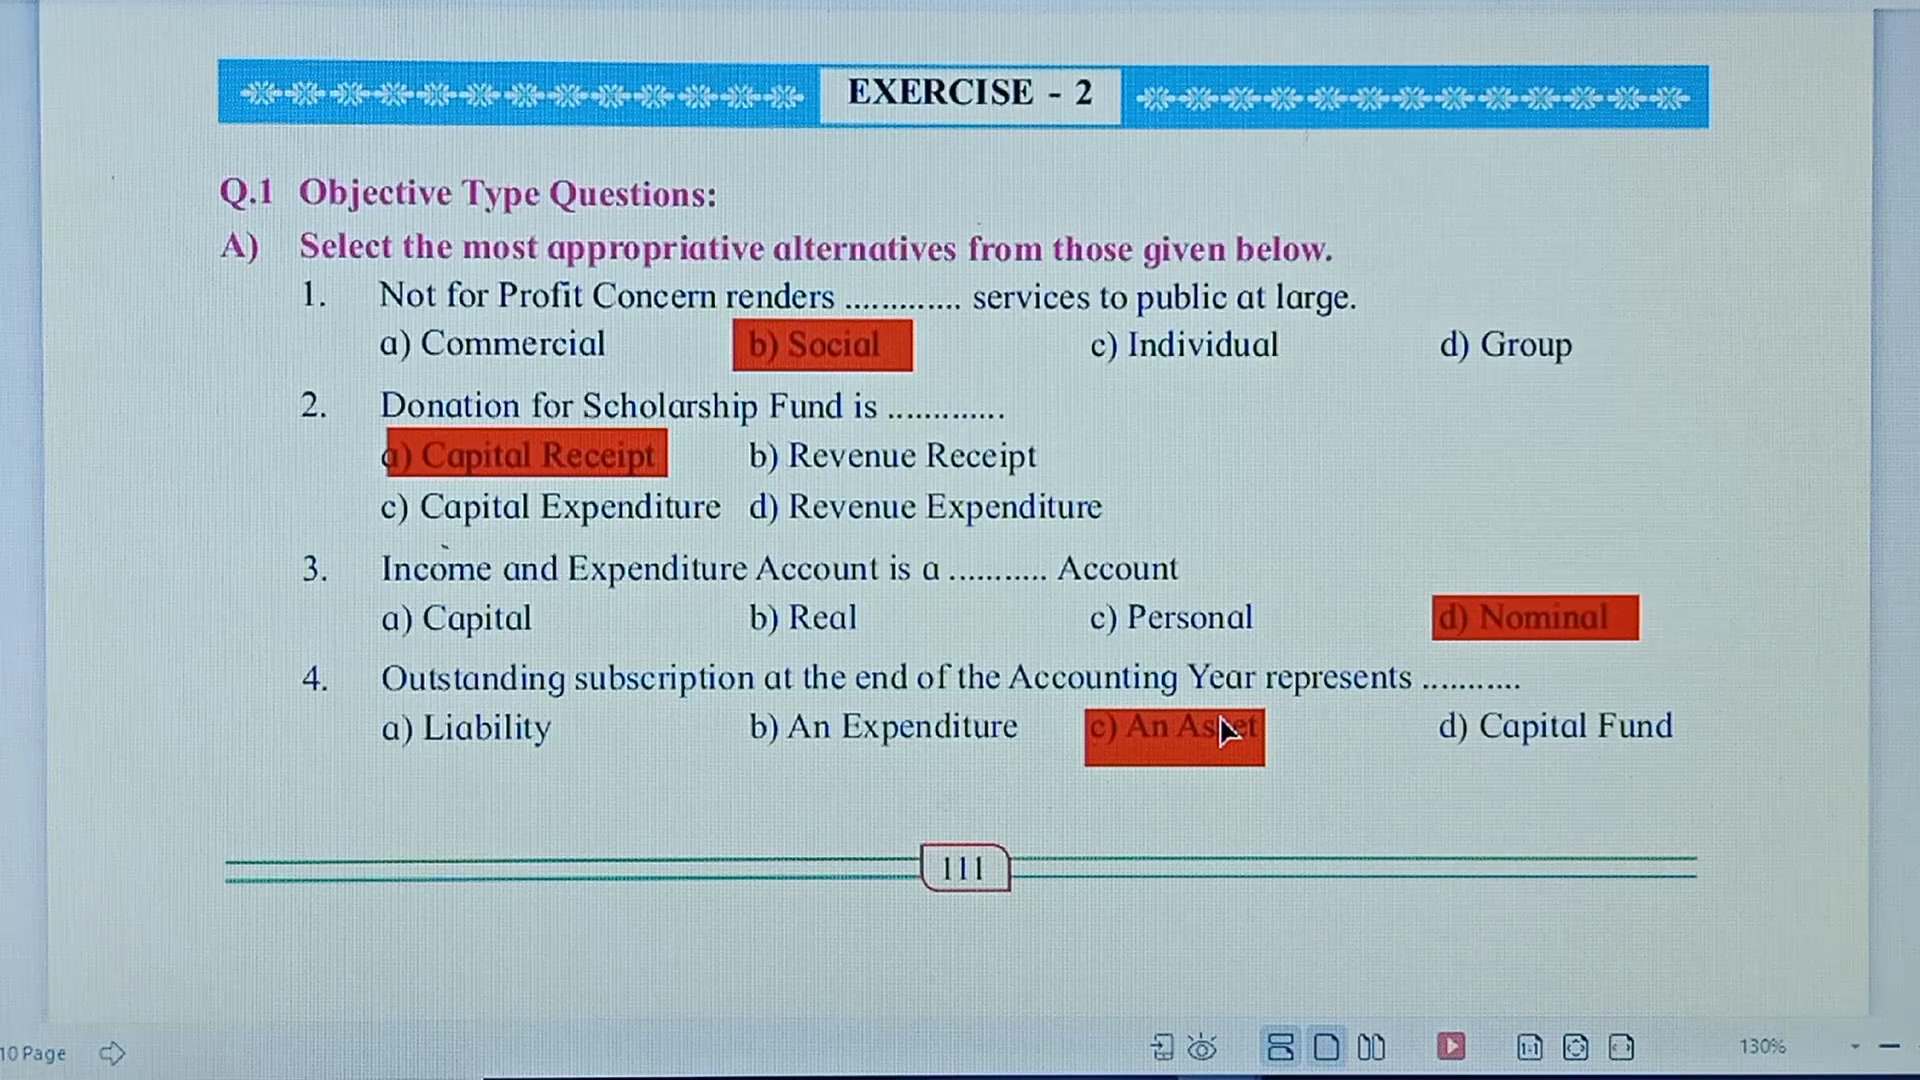 EXERCISE - 2
Q.1 Objective Type Questions:
A) Select the most appropriative alternatives from those given below.
1. Not for Profit Concern renders ............. services to public at large.
a) Commercial b) Social c) Individual d) Group
2. Donation for Scholarship Fund is .............
a) Capital Receipt b) Revenue Receipt
c) Capital Expenditure d) Revenue Expenditure
3. Income and Expenditure Account is a ........... Account
a) Capital b) Real c) Personal d) Nominal
4. Outstanding subscription at the end of the Accounting Year represents ...........
a) Liability b) An Expenditure c) An Asset d) Capital Fund
111
10 Page 1:1 130%